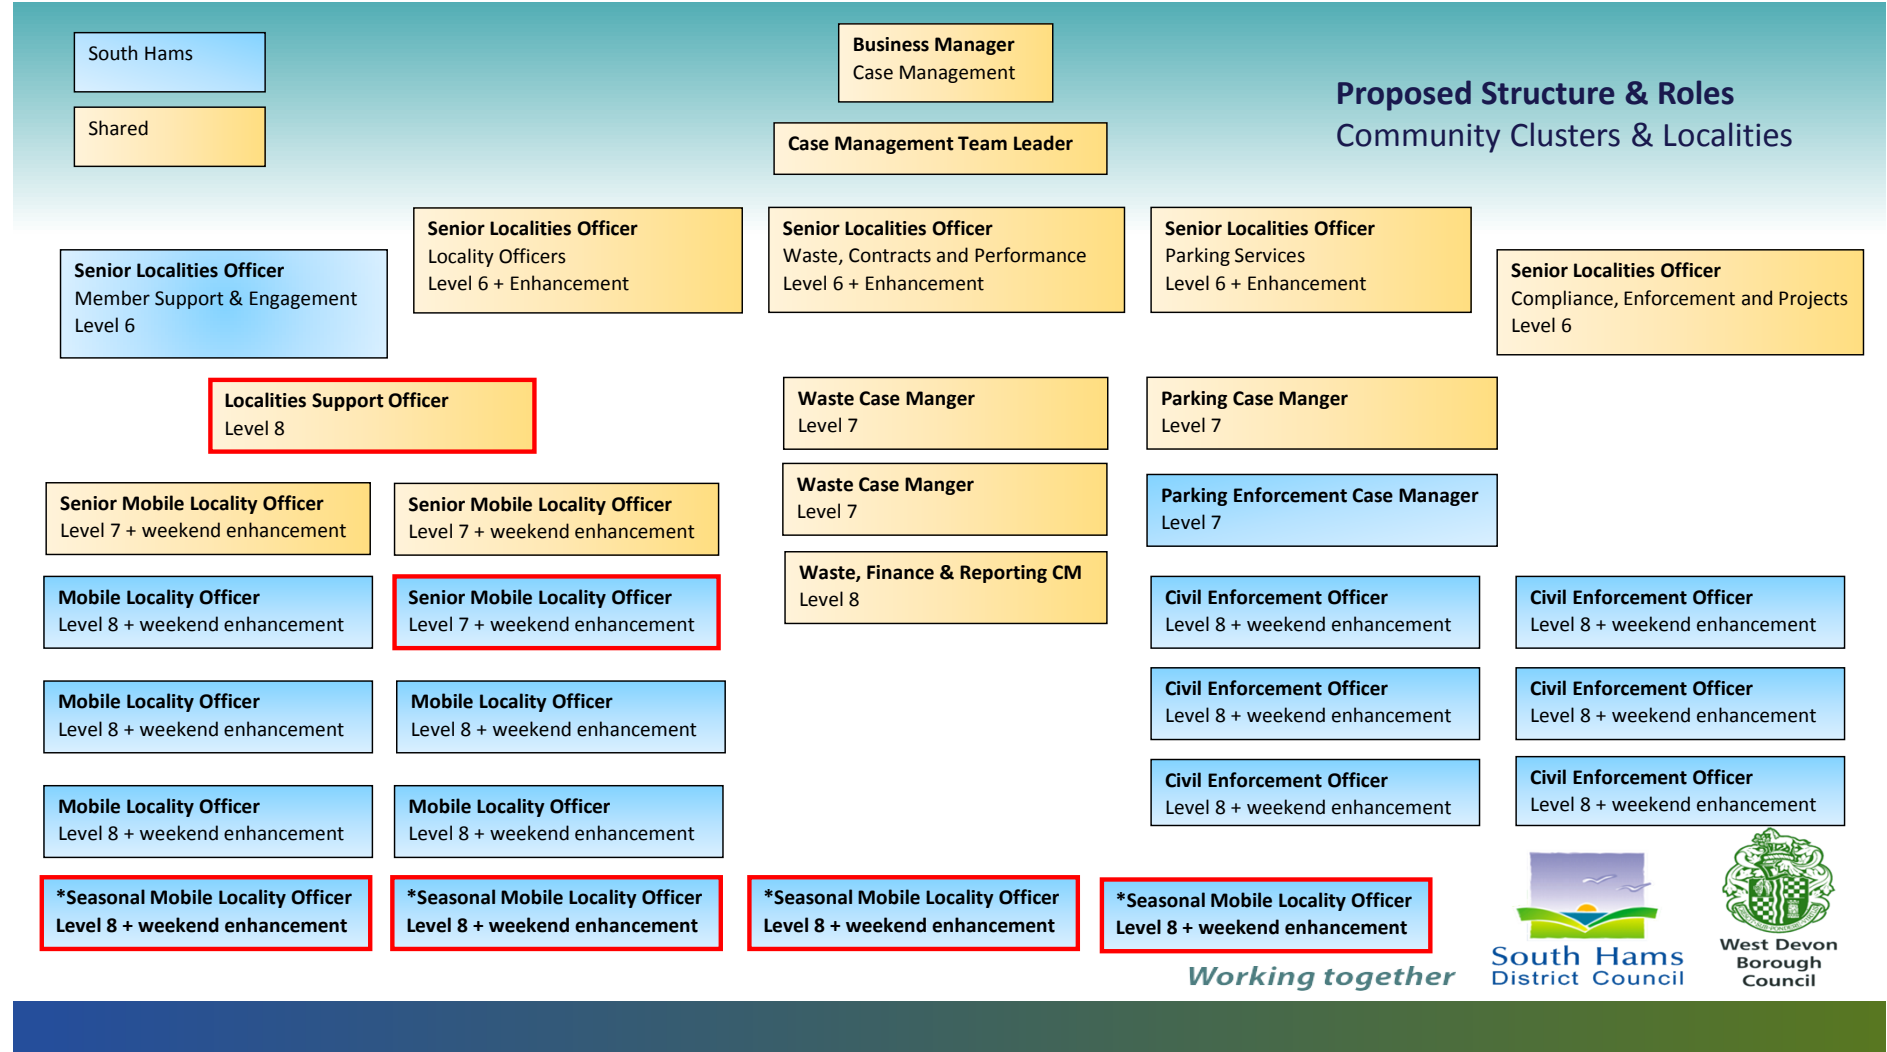 South Hams
Shared
Business Manager
Case Management
Case Management Team Leader
Proposed Structure & Roles
Community Clusters & Localities
Senior Localities Officer
Member Support & Engagement
Level 6
Senior Localities Officer
Locality Officers
Level 6 + Enhancement
Senior Localities Officer
Waste, Contracts and Performance
Level 6 + Enhancement
Senior Localities Officer
Parking Services
Level 6 + Enhancement
Senior Localities Officer
Compliance, Enforcement and Projects
Level 6
Localities Support Officer
Level 8
Waste Case Manger
Level 7
Parking Case Manger
Level 7
Senior Mobile Locality Officer
Level 7 + weekend enhancement
Senior Mobile Locality Officer
Level 7 + weekend enhancement
Waste Case Manger
Level 7
Parking Enforcement Case Manager
Level 7
Mobile Locality Officer
Level 8 + weekend enhancement
Senior Mobile Locality Officer
Level 7 + weekend enhancement
Waste, Finance & Reporting CM
Level 8
Civil Enforcement Officer
Level 8 + weekend enhancement
Civil Enforcement Officer
Level 8 + weekend enhancement
Mobile Locality Officer
Level 8 + weekend enhancement
Mobile Locality Officer
Level 8 + weekend enhancement
Civil Enforcement Officer
Level 8 + weekend enhancement
Civil Enforcement Officer
Level 8 + weekend enhancement
Mobile Locality Officer
Level 8 + weekend enhancement
Mobile Locality Officer
Level 8 + weekend enhancement
Civil Enforcement Officer
Level 8 + weekend enhancement
Civil Enforcement Officer
Level 8 + weekend enhancement
*Seasonal Mobile Locality Officer
Level 8 + weekend enhancement
*Seasonal Mobile Locality Officer
Level 8 + weekend enhancement
*Seasonal Mobile Locality Officer
Level 8 + weekend enhancement
*Seasonal Mobile Locality Officer
Level 8 + weekend enhancement
Working together
South Hams
District Council
West Devon
Borough
Council